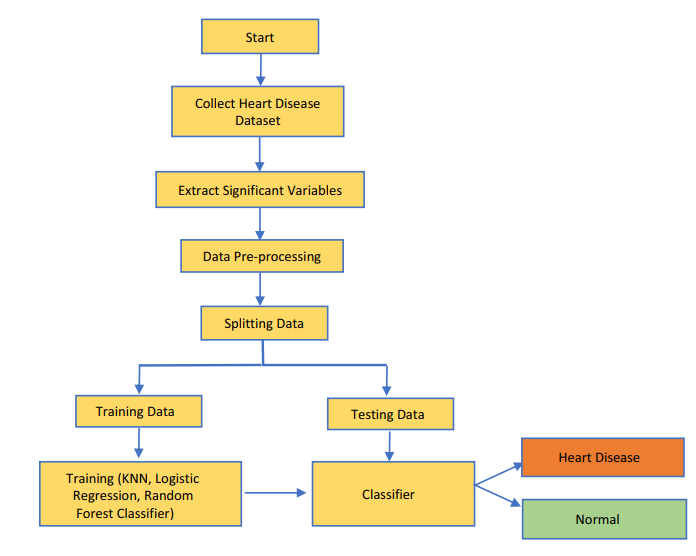 Start
Collect Heart Disease
Dataset
Extract Significant Variables
Data Pre-processing
Splitting Data
Training Data
Testing Data
Training (KNN, Logistic
Regression, Random
Forest Classifier)
Classifier
Heart Disease
Normal